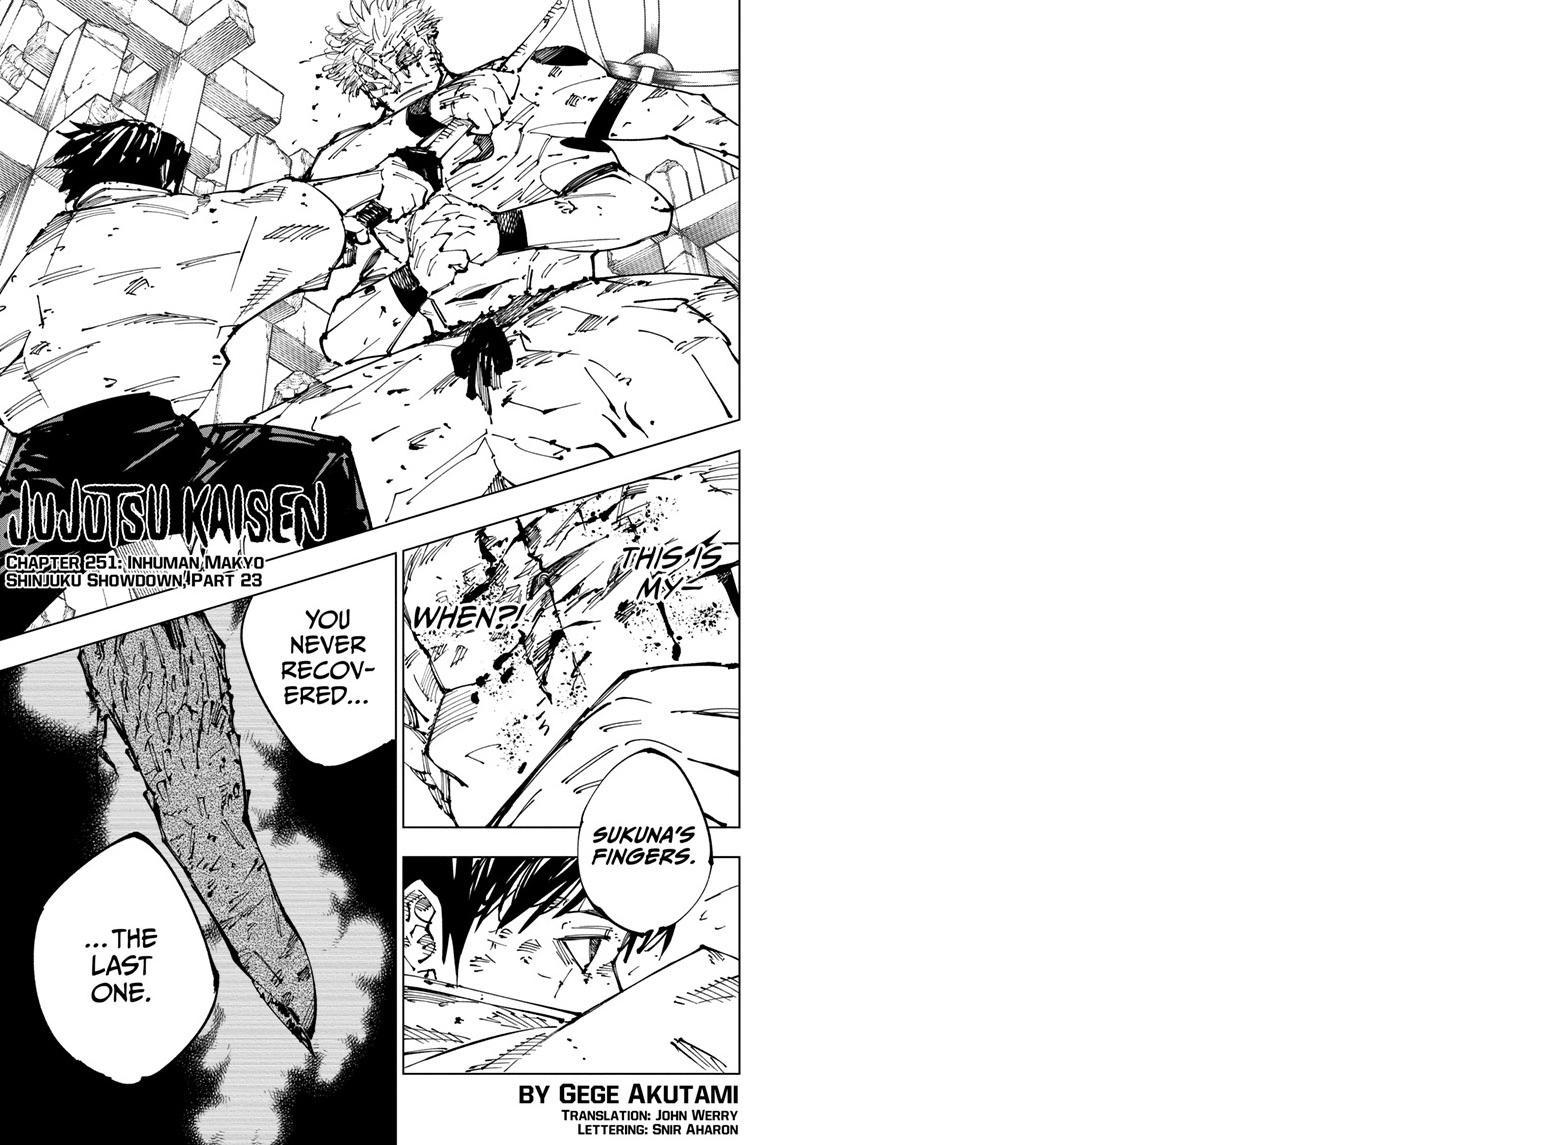 JUJUTSU KAISEN
CHAPTER 251: INHUMAN MAKYO
SHINJUKU SHOWDOWN, PART 23
THIS IS
MY–
WHEN?!
SUKUNA'S
FINGERS.
YOU
NEVER
RECOV-
ERED...
...THE
LAST
ONE.
BY GEGE AKUTAMI
TRANSLATION: JOHN WERRY
LETTERING: SNIR AHARON